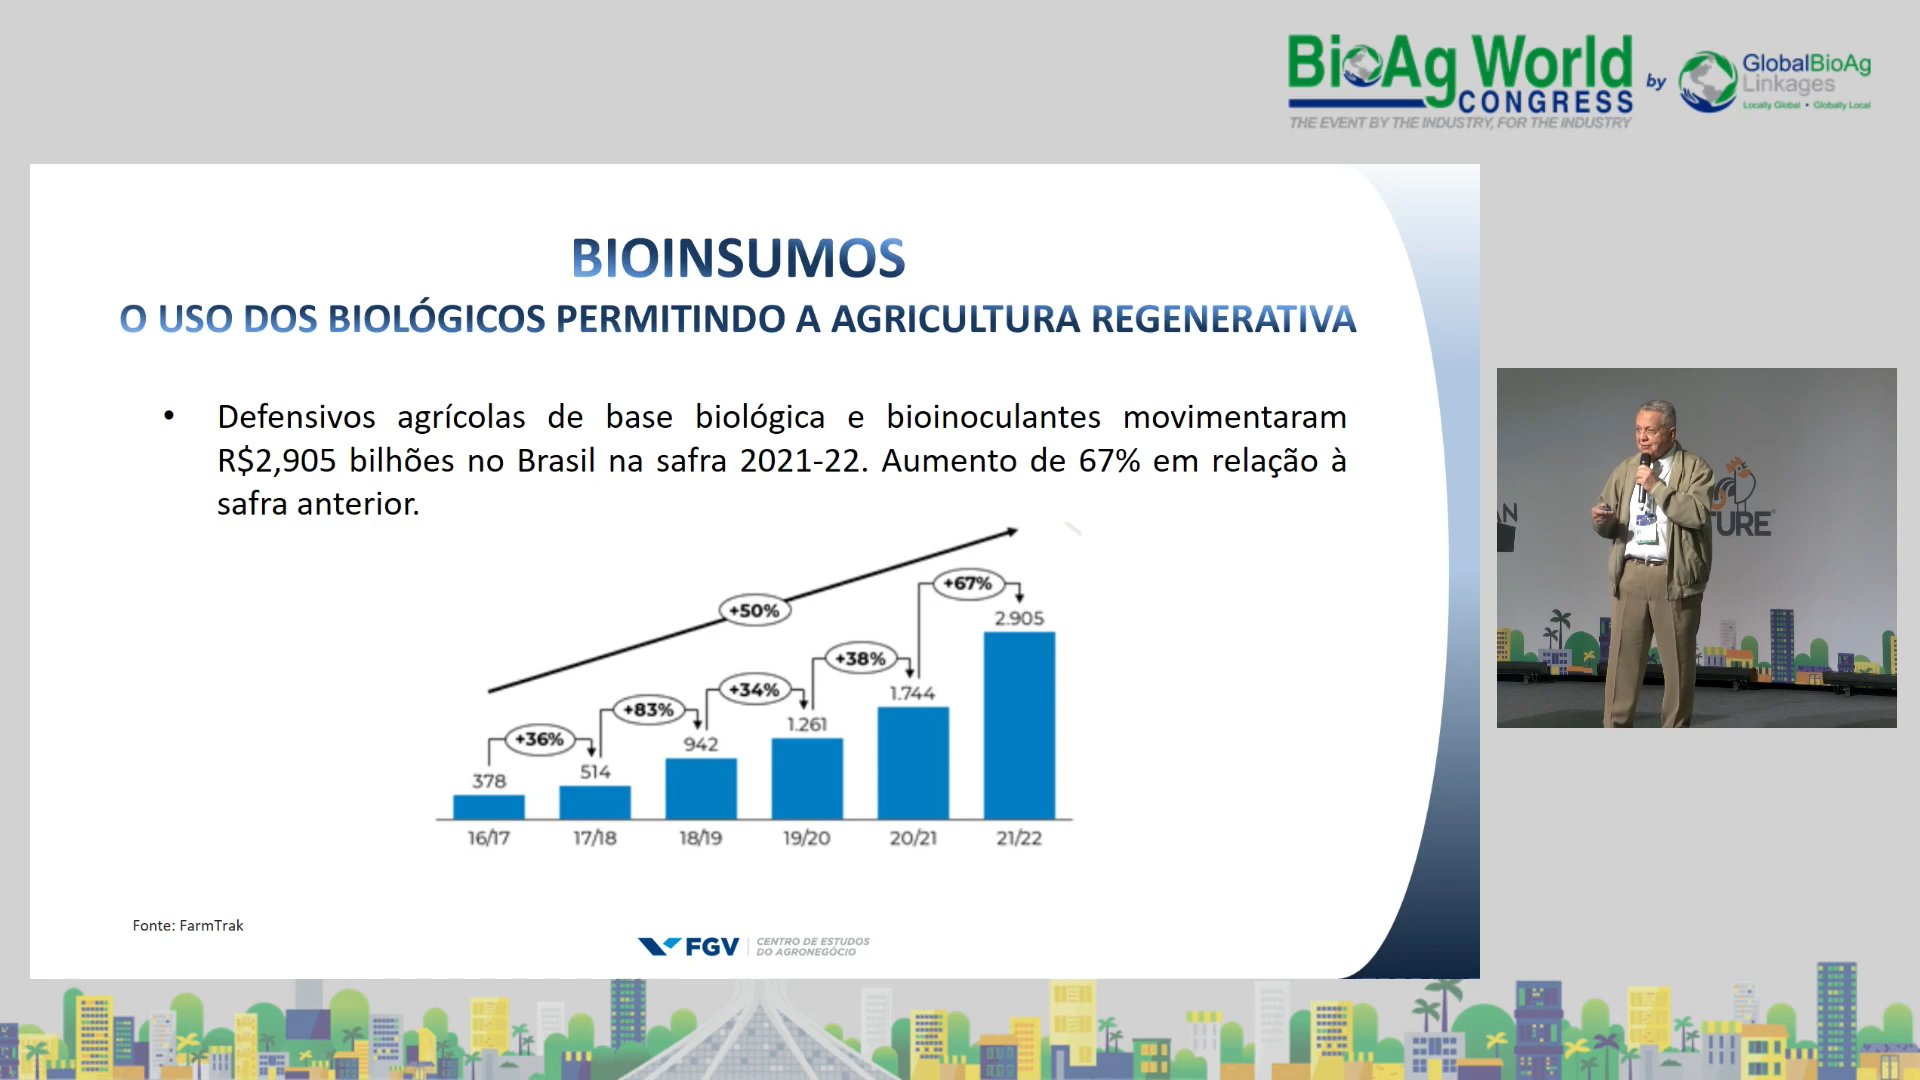 BioAg World
CONGRESS
THE EVENT BY THE INDUSTRY, FOR THE INDUSTRY
by
GlobalBioAg
Linkages
Locally Global • Globally Local
BIOINSUMOS
O USO DOS BIOLÓGICOS PERMITINDO A AGRICULTURA REGENERATIVA
• Defensivos agrícolas de base biológica e bioinoculantes movimentaram
R$2,905 bilhões no Brasil na safra 2021-22. Aumento de 67% em relação à
safra anterior.
+67%
+50%
2.905
+38%
+34%
1.744
+83%
1.261
+36%
942
514
378
16/17 17/18 18/19 19/20 20/21 21/22
Fonte: FarmTrak
FGV
CENTRO DE ESTUDOS
DO AGRONEGÓCIO
AN
TURE